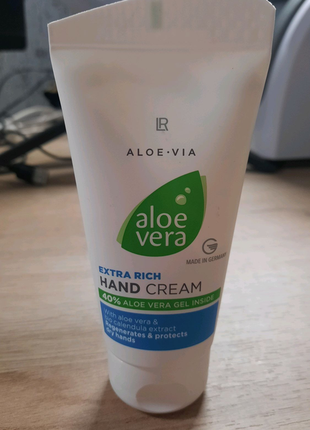 LR
ALOE•VIA
aloe
vera
MADE IN GERMANY
EXTRA RICH
HAND CREAM
40% ALOE VERA GEL INSIDE
with aloe vera &
calendula extract
Regenerates & protects
dry hands